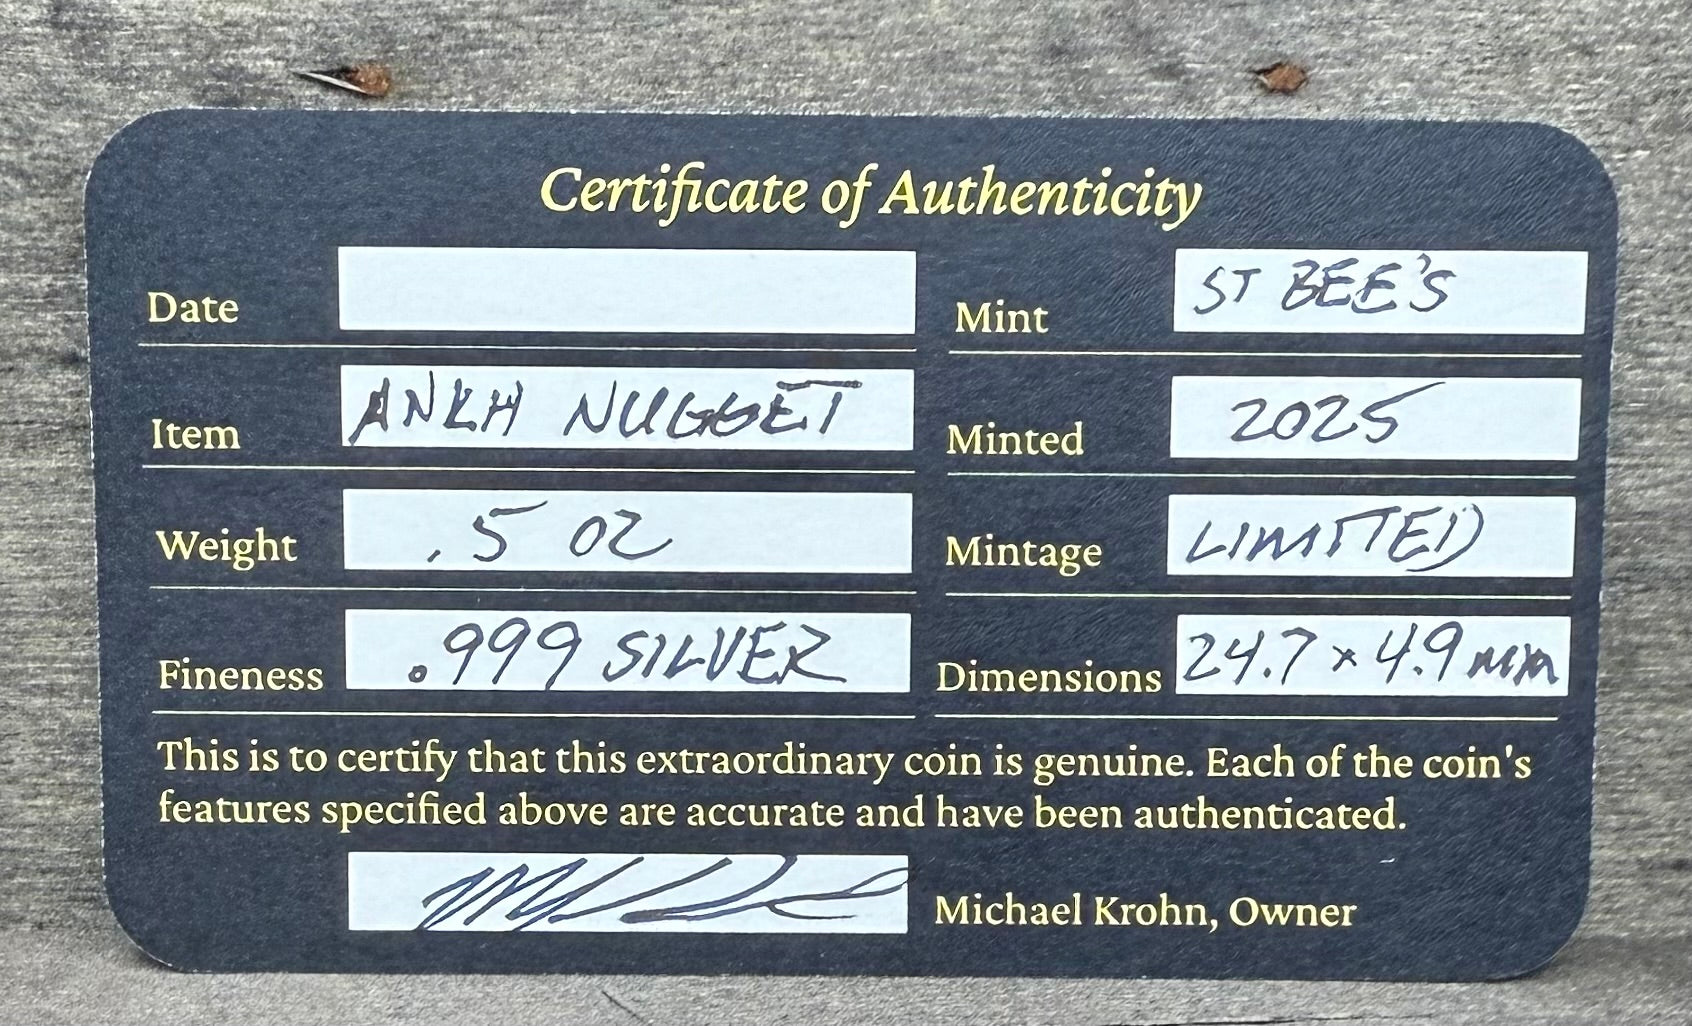 Certificate of Authenticity
Date
Mint ST BEE'S
Item ANKH NUGGET
Minted 2025
Weight .5 OZ
Mintage LIMITED
Fineness .999 SILVER
Dimensions 24.7 x 4.9 mm
This is to certify that this extraordinary coin is genuine. Each of the coin's
features specified above are accurate and have been authenticated.
Michael Krohn, Owner